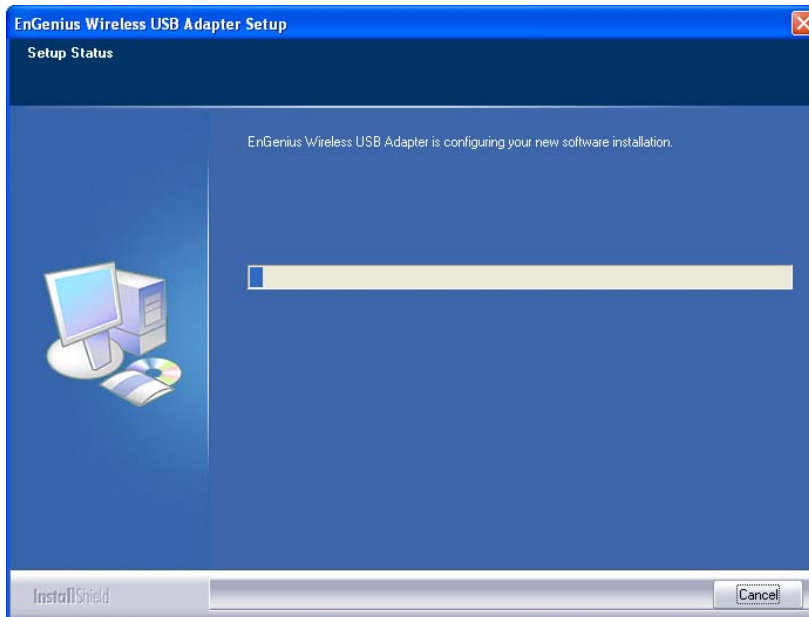 EnGenius Wireless USB Adapter Setup
Setup Status
EnGenius Wireless USB Adapter is configuring your new software installation.
InstallShield
Cancel